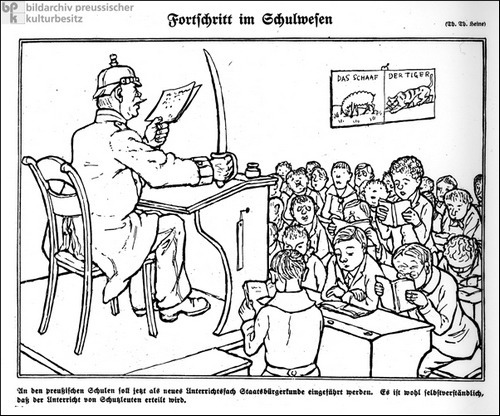 bpk bildarchiv preussischer
kulturbesitz
Fortschritt im Schulwesen
(Th. Th. Heine)
DAS SCHAAF
DER TIGER
An den preußischen Schulen soll jetzt als neues Unterrichtsfach Staatsbürgerkunde eingeführt werden. Es ist wohl selbstverständlich,
daß der Unterricht von Schutzleuten erteilt wird.